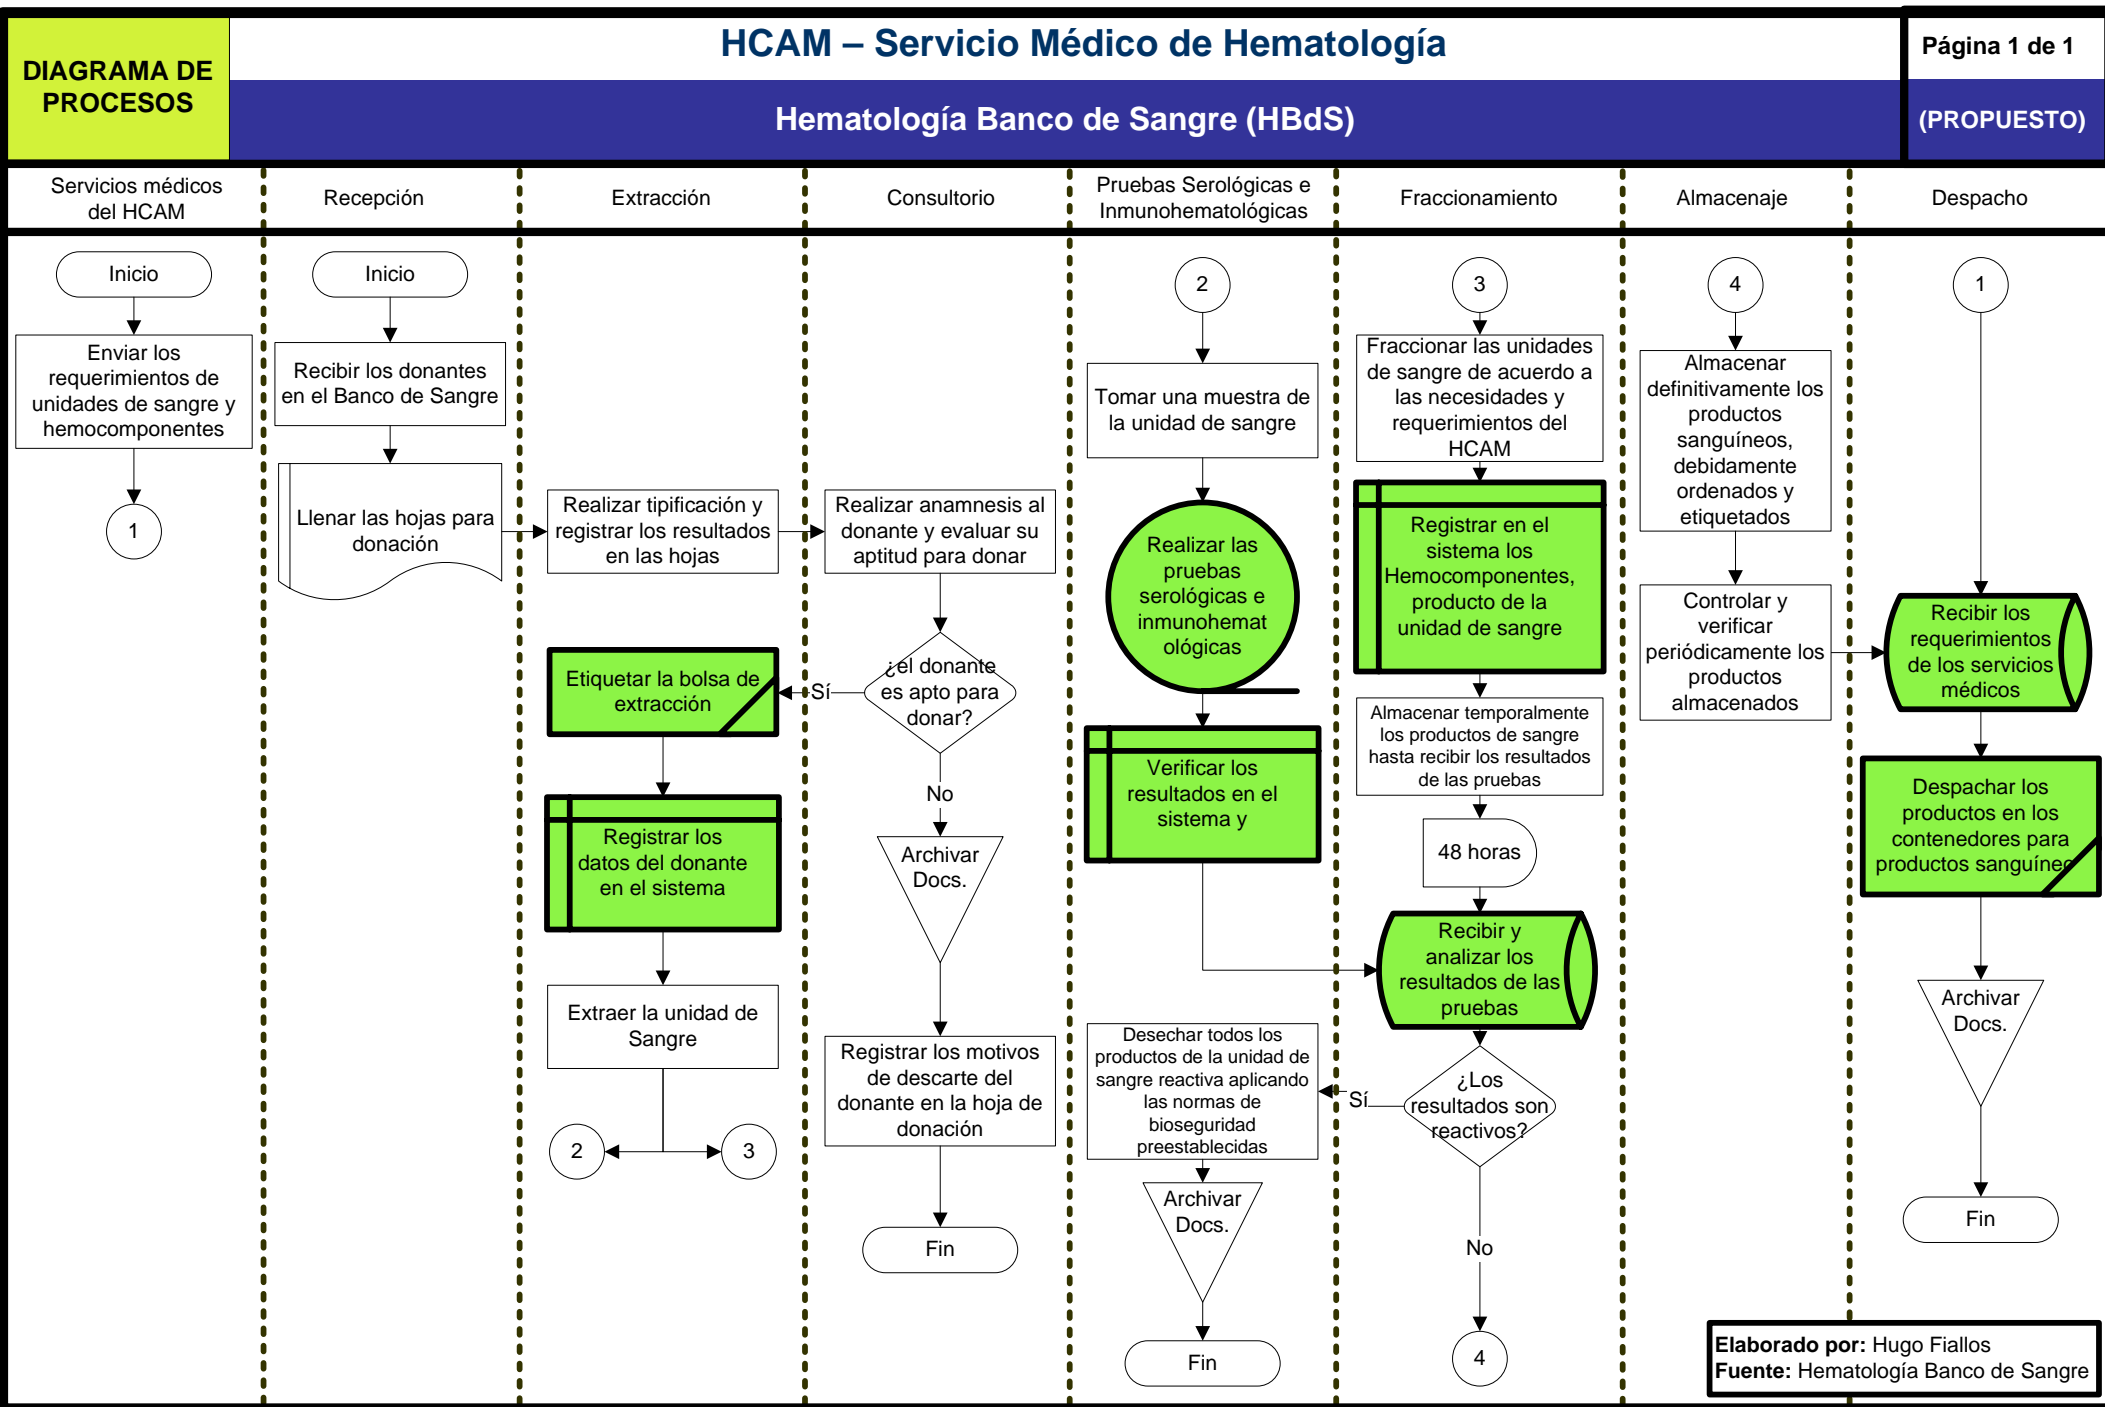 DIAGRAMA DE
PROCESOS
HCAM – Servicio Médico de Hematología
Página 1 de 1
Hematología Banco de Sangre (HBdS)
(PROPUESTO)
Servicios médicos
del HCAM
Recepción
Extracción
Consultorio
Pruebas Serológicas e
Inmunohematológicas
Fraccionamiento
Almacenaje
Despacho
Inicio
Enviar los
requerimientos de
unidades de sangre y
hemocomponentes
1
Inicio
Recibir los donantes
en el Banco de Sangre
Llenar las hojas para
donación
Realizar tipificación y
registrar los resultados
en las hojas
Etiquetar la bolsa de
extracción
Registrar los
datos del donante
en el sistema
Extraer la unidad de
Sangre
2
3
Realizar anamnesis al
donante y evaluar su
aptitud para donar
¿el donante
es apto para
donar?
Sí
No
Archivar
Docs.
Registrar los motivos
de descarte del
donante en la hoja de
donación
Fin
2
Tomar una muestra de
la unidad de sangre
Realizar las
pruebas
serológicas e
inmunohemat
ológicas
Verificar los
resultados en el
sistema y
Desechar todos los
productos de la unidad de
sangre reactiva aplicando
las normas de
bioseguridad
preestablecidas
Archivar
Docs.
Fin
3
Fraccionar las unidades
de sangre de acuerdo a
las necesidades y
requerimientos del
HCAM
Registrar en el
sistema los
Hemocomponentes,
producto de la
unidad de sangre
Almacenar temporalmente
los productos de sangre
hasta recibir los resultados
de las pruebas
48 horas
Recibir y
analizar los
resultados de las
pruebas
¿Los
resultados son
reactivos?
Sí
No
4
4
Almacenar
definitivamente los
productos
sanguíneos,
debidamente
ordenados y
etiquetados
Controlar y
verificar
periódicamente los
productos
almacenados
1
Recibir los
requerimientos
de los servicios
médicos
Despachar los
productos en los
contenedores para
productos sanguíneo
Archivar
Docs.
Fin
Elaborado por: Hugo Fiallos
Fuente: Hematología Banco de Sangre